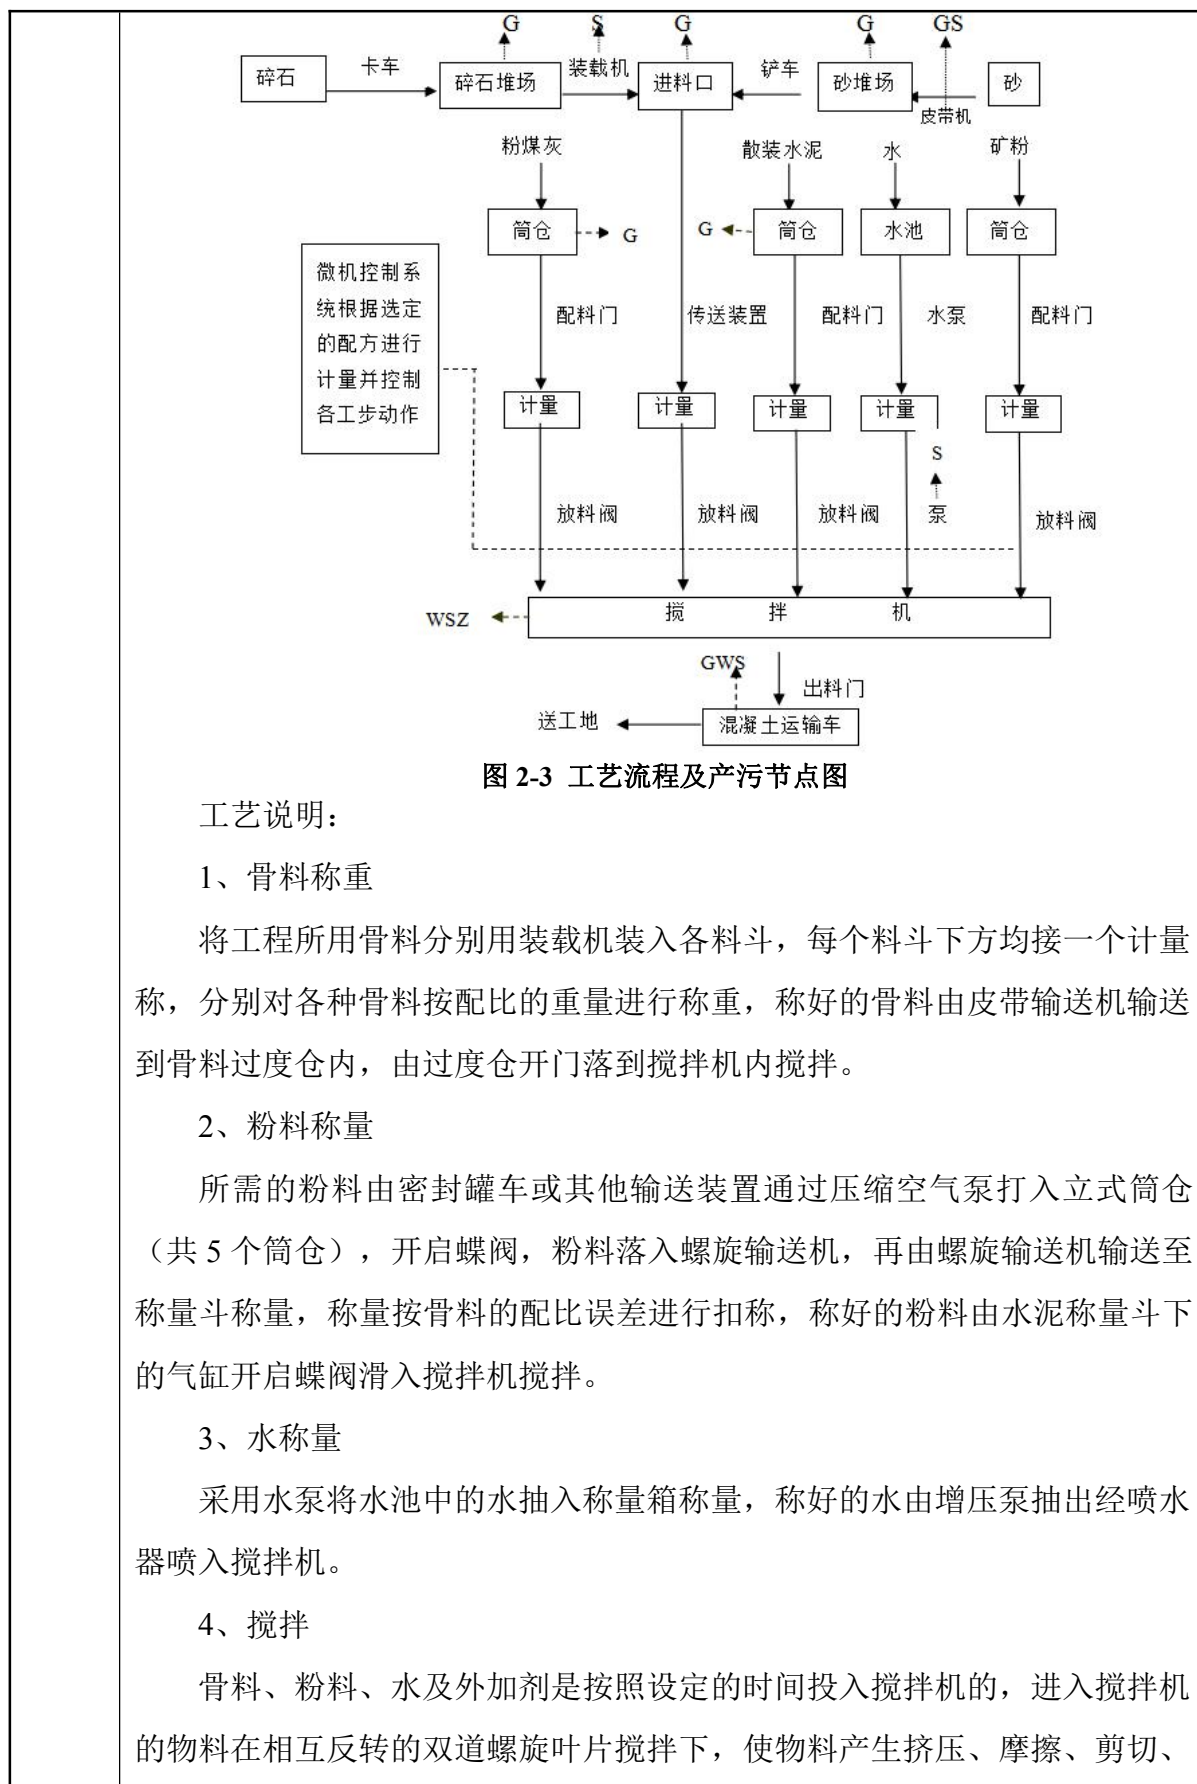 G S G G GS
碎石 卡车 碎石堆场 装载机 进料口 铲车 砂堆场 皮带机 砂
粉煤灰 散装水泥 水 矿粉
筒仓 G G 筒仓 水池 筒仓
微机控制系
统根据选定
的配方进行
计量并控制
各工步动作
配料门 传送装置 配料门 水泵 配料门
计量 计量 计量 计量 计量
S
放料阀 放料阀 放料阀 泵 放料阀
WSZ 搅拌机
GWS 出料门
送工地 混凝土运输车
图 2-3 工艺流程及产污节点图
工艺说明：
1、骨料称重
将工程所用骨料分别用装载机装入各料斗，每个料斗下方均接一个计量
称，分别对各种骨料按配比的重量进行称重，称好的骨料由皮带输送机输送
到骨料过度仓内，由过度仓开门落到搅拌机内搅拌。
2、粉料称量
所需的粉料由密封罐车或其他输送装置通过压缩空气泵打入立式筒仓
（共 5 个筒仓），开启蝶阀，粉料落入螺旋输送机，再由螺旋输送机输送至
称量斗称量，称量按骨料的配比误差进行扣称，称好的粉料由水泥称量斗下
的气缸开启蝶阀滑入搅拌机搅拌。
3、水称量
采用水泵将水池中的水抽入称量箱称量，称好的水由增压泵抽出经喷水
器喷入搅拌机。
4、搅拌
骨料、粉料、水及外加剂是按照设定的时间投入搅拌机的，进入搅拌机
的物料在相互反转的双道螺旋叶片搅拌下，使物料产生挤压、摩擦、剪切、